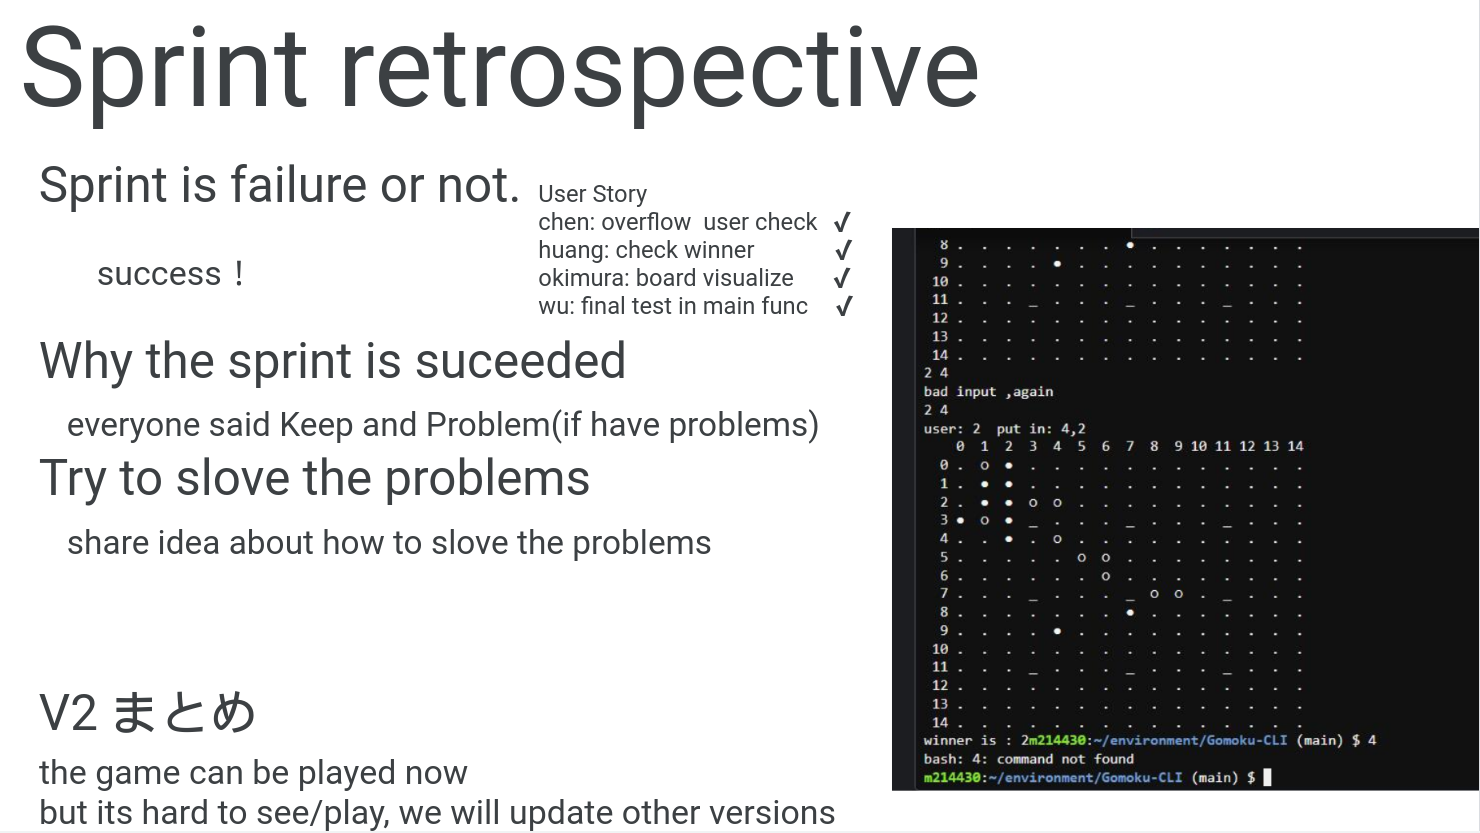 Sprint retrospective
Sprint is failure or not.
success！
User Story
chen: overflow  user check ✓
huang: check winner ✓
okimura: board visualize ✓
wu: final test in main func ✓
Why the sprint is suceeded
everyone said Keep and Problem(if have problems)
Try to slove the problems
share idea about how to slove the problems
V2 まとめ
the game can be played now
but its hard to see/play, we will update other versions
8 . . . . . . . ● . . . . . . .
9 . . . . ● . . . . . . . . . .
10 . . . . . . . . . . . . . . .
11 . . . _ . . . _ . . . _ . . .
12 . . . . . . . . . . . . . . .
13 . . . . . . . . . . . . . . .
14 . . . . . . . . . . . . . . .
2 4
bad input ,again
2 4
user: 2  put in: 4,2
0 1 2 3 4 5 6 7 8 9 10 11 12 13 14
0 . o ● . . . . . . . . . . . .
1 . ● ● . . . . . . . . . . . .
2 . ● ● o o . . . . . . . . . .
3 ● o ● _ . . . _ . . . _ . . .
4 . . ● . o . . . . . . . . . .
5 . . . . . o o . . . . . . . .
6 . . . . . . o . . . . . . . .
7 . . . _ . . . _ o o . _ . . .
8 . . . . . . . ● . . . . . . .
9 . . . . ● . . . . . . . . . .
10 . . . . . . . . . . . . . . .
11 . . . _ . . . _ . . . _ . . .
12 . . . . . . . . . . . . . . .
13 . . . . . . . . . . . . . . .
14 . . . . . . . . . . . . . . .
winner is : 2m214430:~/environment/Gomoku-CLI (main) $ 4
bash: 4: command not found
m214430:~/environment/Gomoku-CLI (main) $